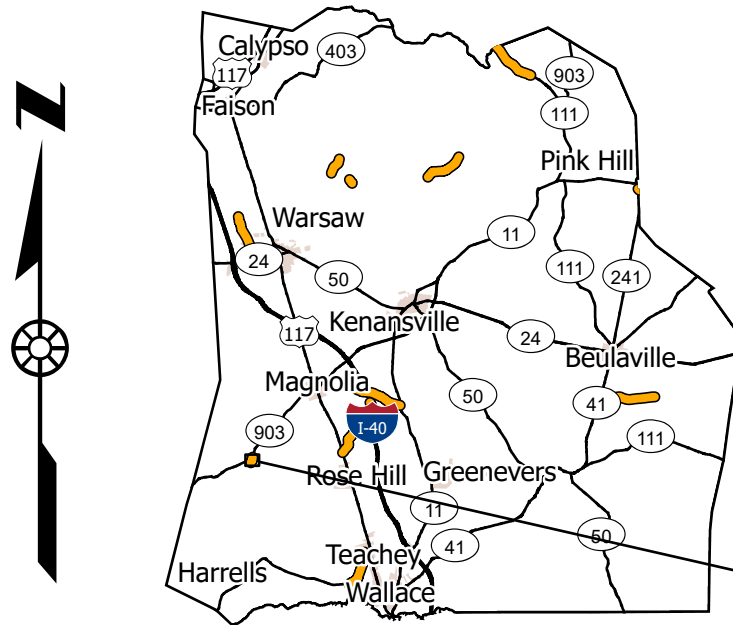 Calypso
403
117
903
Faison
111
Pink Hill
Warsaw
11
24
50
111
241
Kenansville
117
24
Beulaville
Magnolia
50
41
I-40
903
111
Rose Hill
Greenevers
11
50
41
Teachey
Harrells
Wallace
N